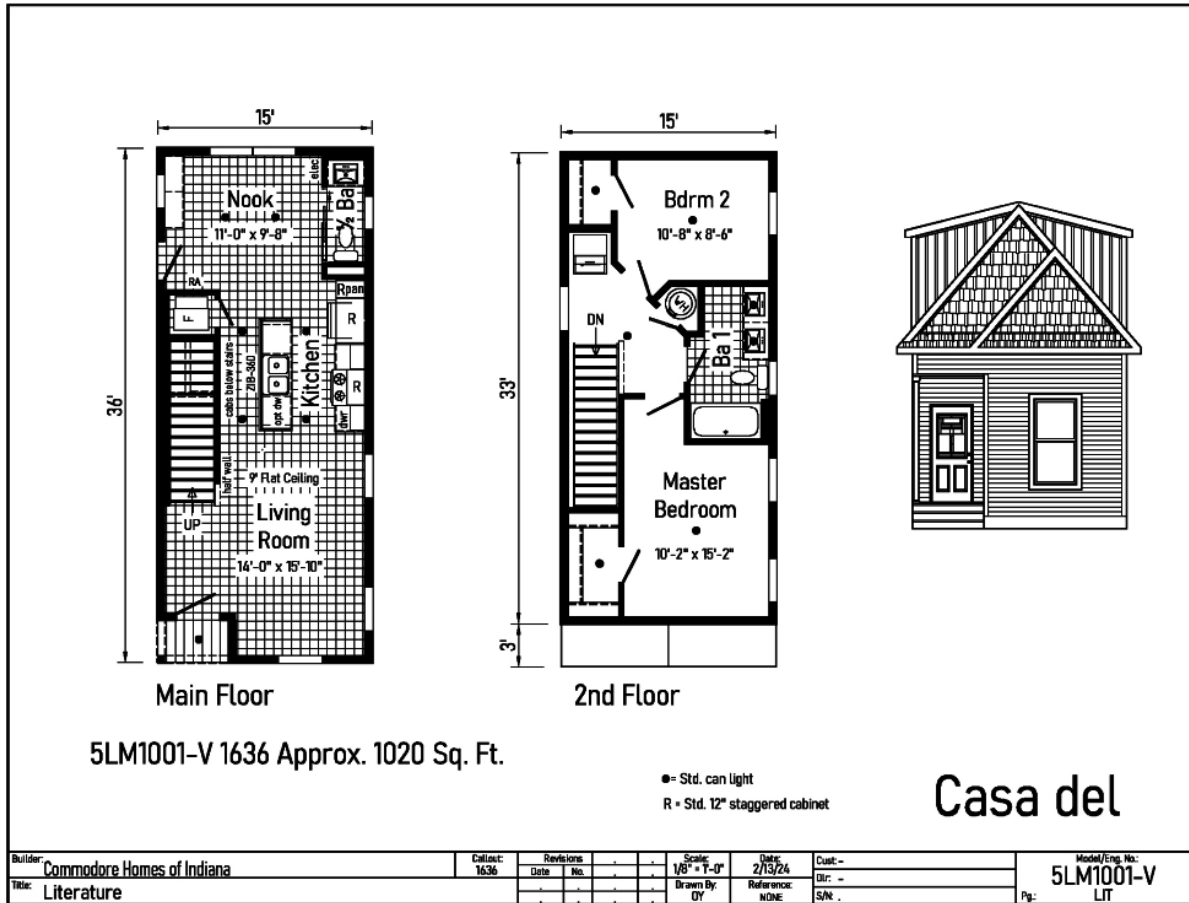 15'
36'
Nook
11'-0" x 9'-8"
elec
½ Ba
RA
Rpan
F
R
cabs below stairs
ZIB-360
Kitchen
R
opt dw
dwr
half wall
9' Flat Ceiling
UP
Living
Room
14'-0" x 15'-10"
Main Floor
15'
33'
3'
Bdrm 2
10'-8" x 8'-6"
WH
DN
Ba 1
Master
Bedroom
10'-2" x 15'-2"
2nd Floor
5LM1001-V 1636 Approx. 1020 Sq. Ft.
●= Std. can light
R = Std. 12" staggered cabinet
Casa del
Builder: Commodore Homes of Indiana
Title: Literature
Callout:
1636
Revisions
Date No.
Scale:
1/8" = 1'-0"
Drawn By:
OY
Date:
2/13/24
Reference:
NONE
Cust: -
Dlr: -
S/N: .
Model/Eng. No.:
5LM1001-V
Pg.: LIT